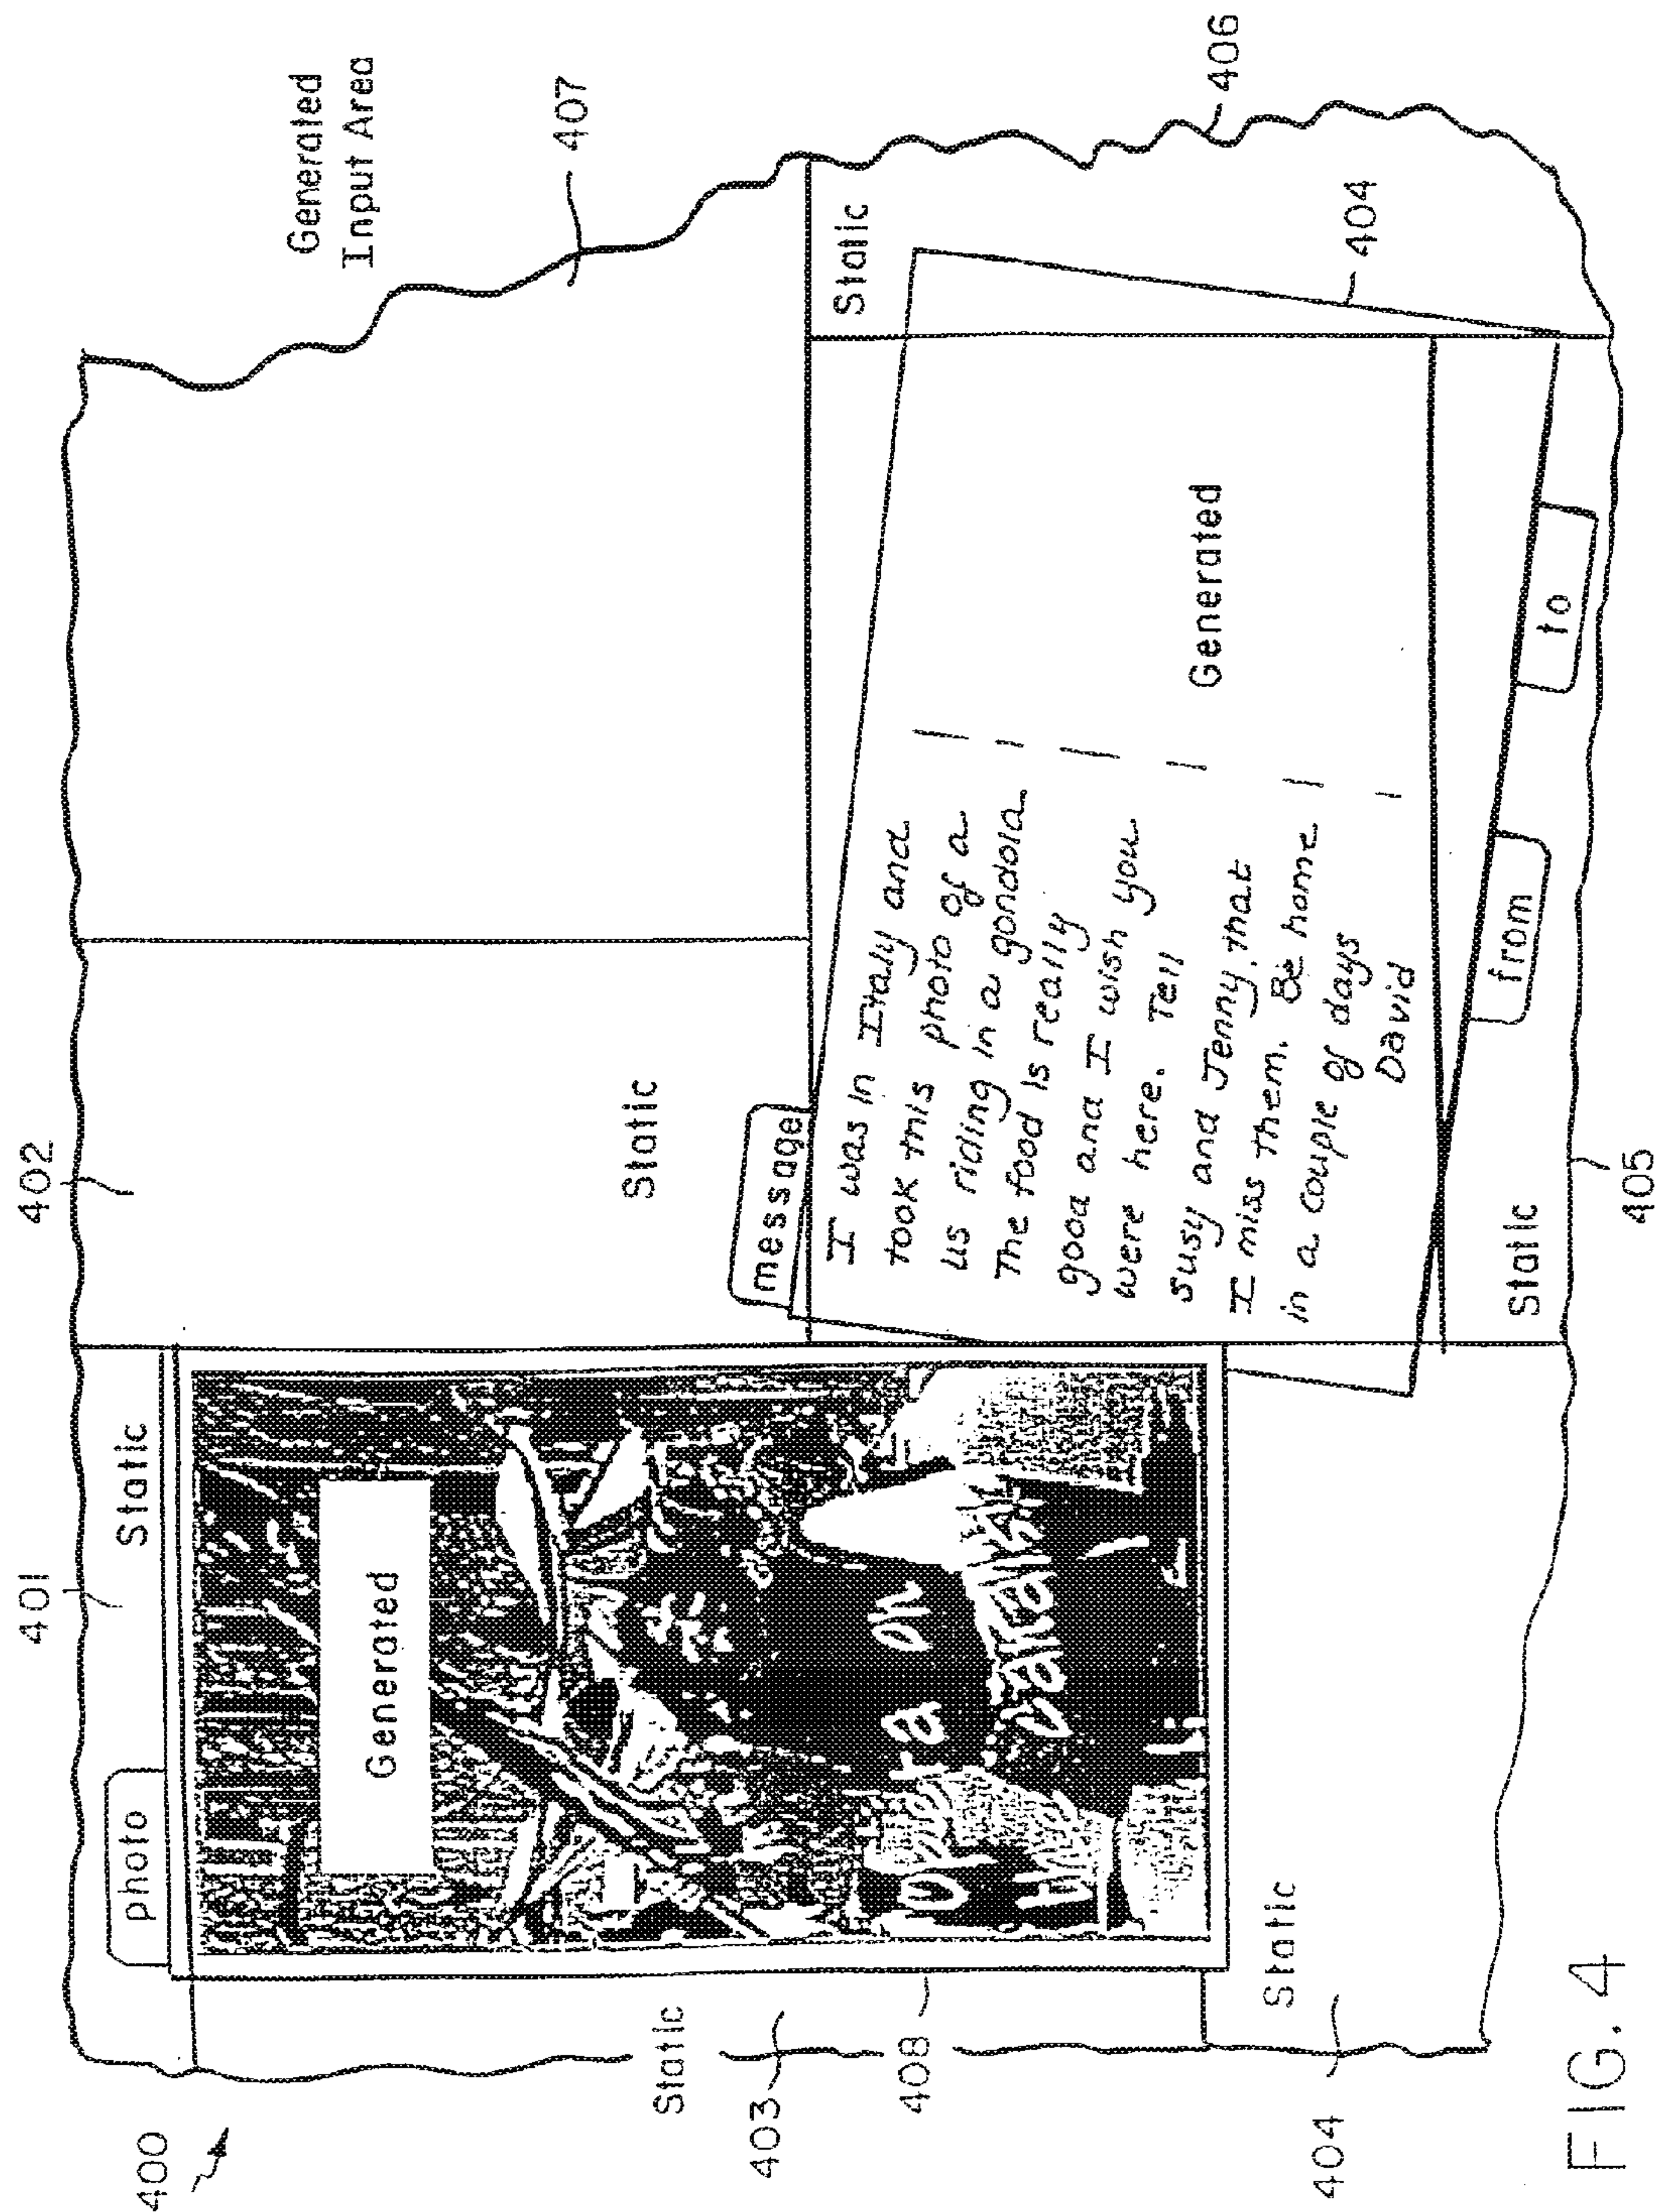 401
402
400
photo
Static
Generated
Input Area
Generated
407
Static
Static
403
408
message
I was in Italy and
took this photo of a
us riding in a gondola.
The food is really
good and I wish you
were here. Tell
susy and Jenny, that
I miss them. Be home
in a couple of days
David
Static
Generated
406
404
Static
404
from
to
Static
405
FIG. 4